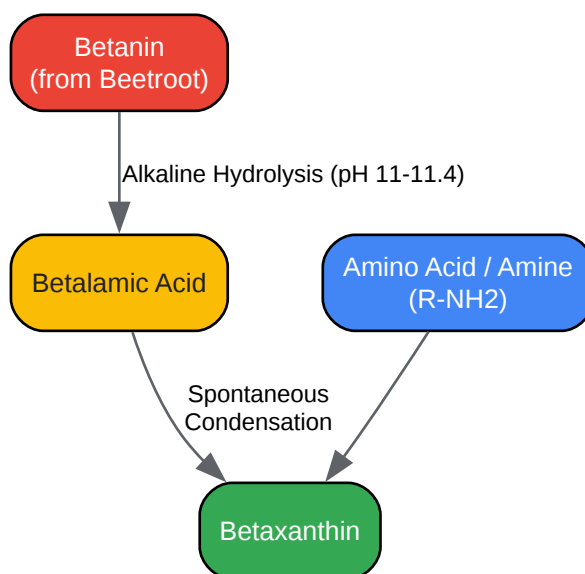 Betanin
(from Beetroot)
Alkaline Hydrolysis (pH 11-11.4)
Betalamic Acid
Amino Acid / Amine
(R-NH2)
Spontaneous
Condensation
Betaxanthin